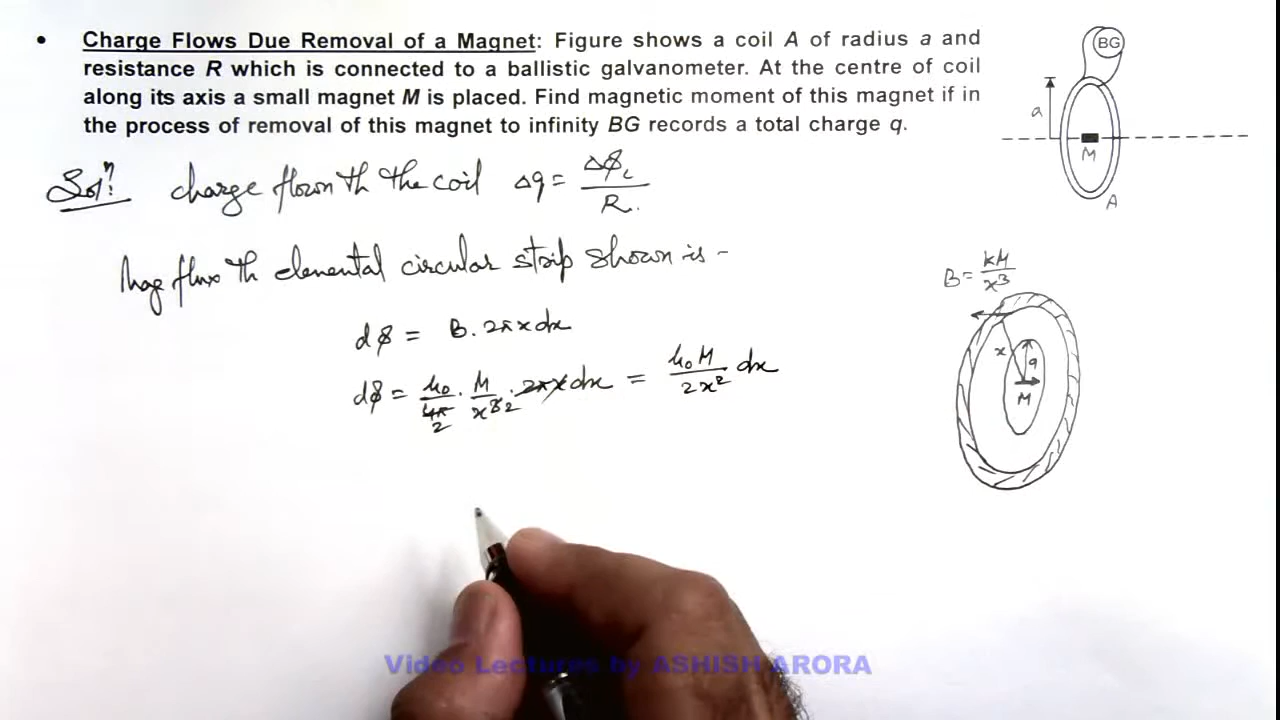 • Charge Flows Due Removal of a Magnet: Figure shows a coil A of radius a and
resistance R which is connected to a ballistic galvanometer. At the centre of coil
along its axis a small magnet M is placed. Find magnetic moment of this magnet if in
the process of removal of this magnet to infinity BG records a total charge q.
BG
a
M
A
Solⁿ: charge flown th the coil Δq = Δφc / R.
Mag flux th elemental circular strip shown is –
B = kM / x³
dφ = B. 2πx dx
dφ = μ₀/4π 2 · M/x³ 2 · 2πx dx = μ₀M / 2x² dx
x
a
M
Video Lectures by ASHISH ARORA